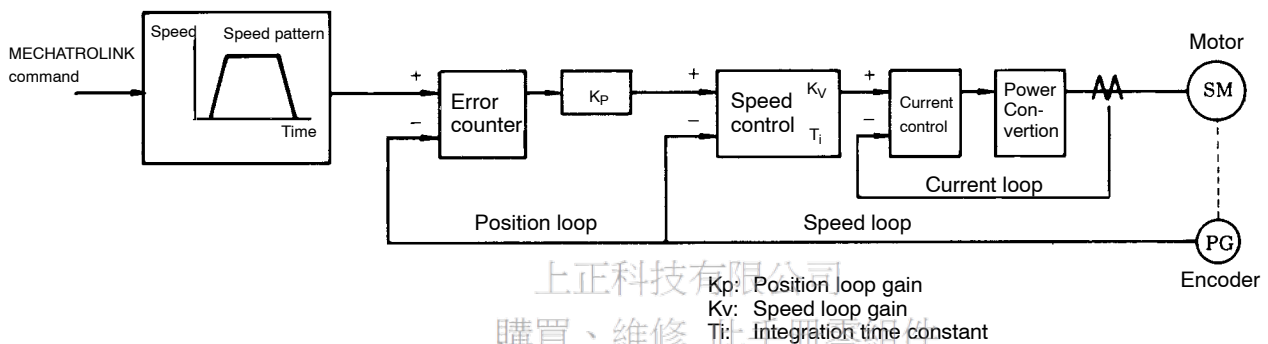 Speed
Speed pattern
Time
MECHATROLINK
command
+
−
Error
counter
KP
+
−
Speed
control
KV
Ti
+
−
Current
control
Power
Con-
vertion
Motor
SM
Current loop
Position loop
Speed loop
PG
Encoder
上正科技有限公司
Kp: Position loop gain
Kv: Speed loop gain
購買、維修
Ti: Integration time constant